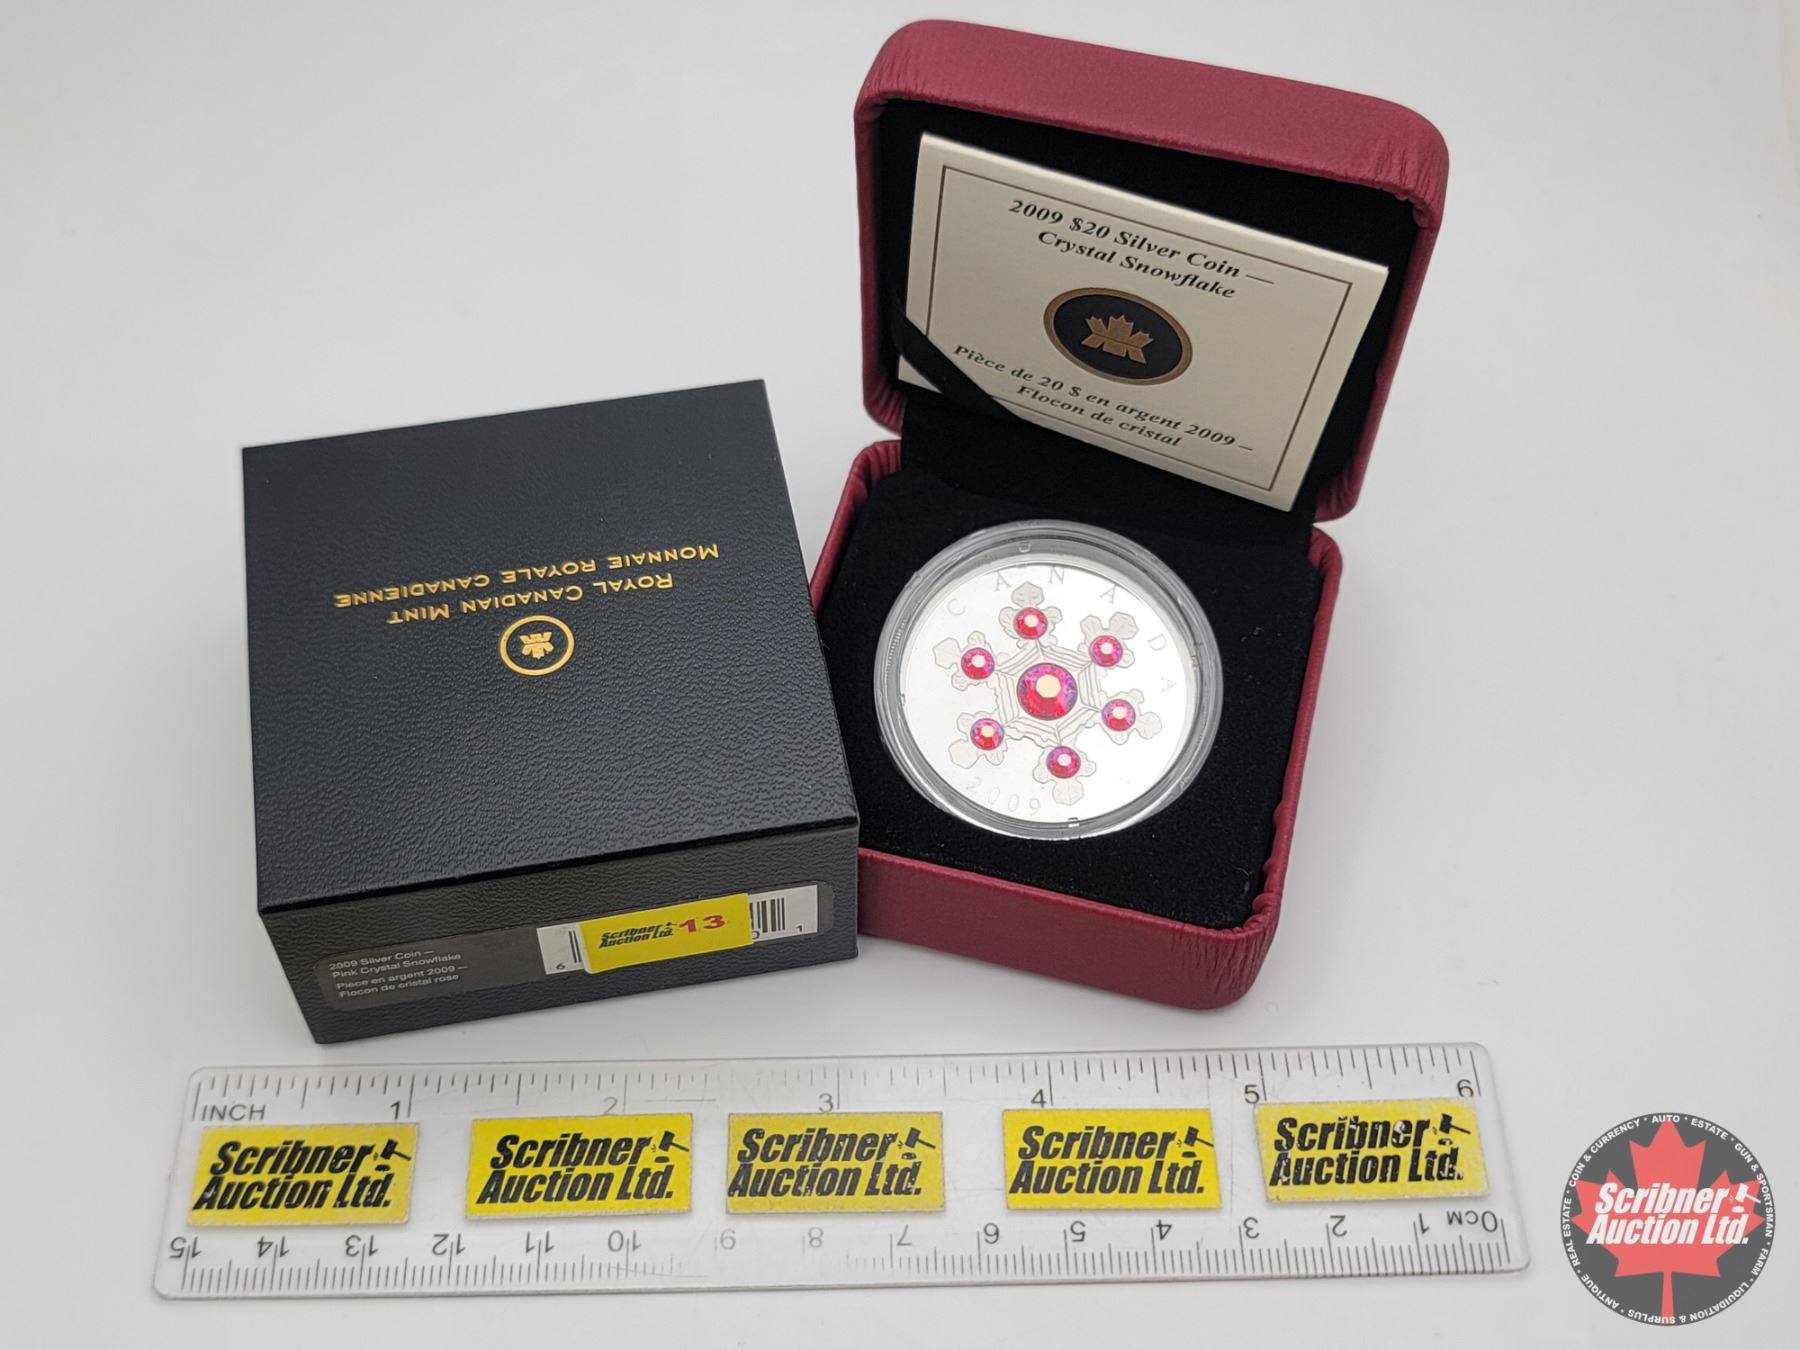 2009 $20 Silver Coin —
Crystal Snowflake
Pièce de 20 $ en argent 2009 –
Flocon de cristal
CANADA
2009
ROYAL CANADIAN MINT
MONNAIE ROYALE CANADIENNE
2009 Silver Coin —
Pink Crystal Snowflake
Pièce en argent 2009 —
Flocon de cristal rose
6
0 1
Scribner
Auction Ltd. 13
INCH 1 2 3 4 5 6
Scribner
Auction Ltd.
Scribner
Auction Ltd.
Scribner
Auction Ltd.
Scribner
Auction Ltd.
Scribner
Auction Ltd.
15 14 13 12 11 10 9 8 7 6 5 4 3 2 1 0CM
ANTIQUE • REAL ESTATE • COIN & CURRENCY • AUTO • ESTATE • GUN & SPORTSMAN • FARM • LIQUIDATION & SURPLUS •
Scribner
Auction Ltd.